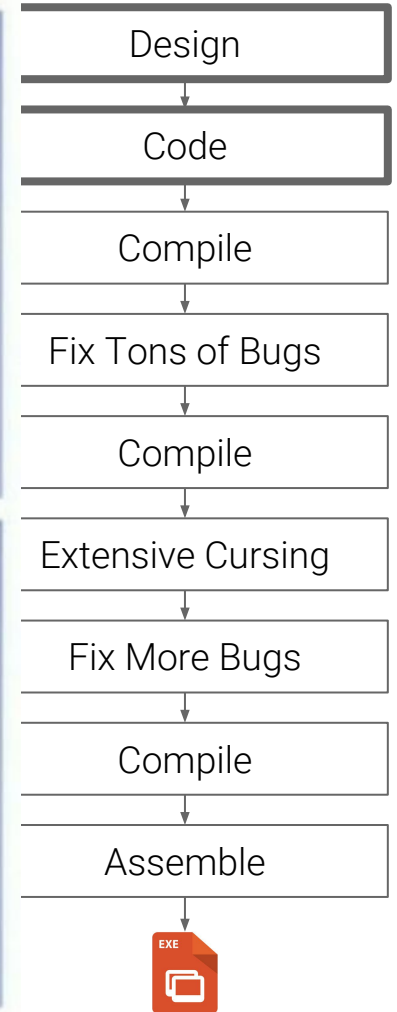 Design
Code
Compile
Fix Tons of Bugs
Compile
Extensive Cursing
Fix More Bugs
Compile
Assemble
EXE